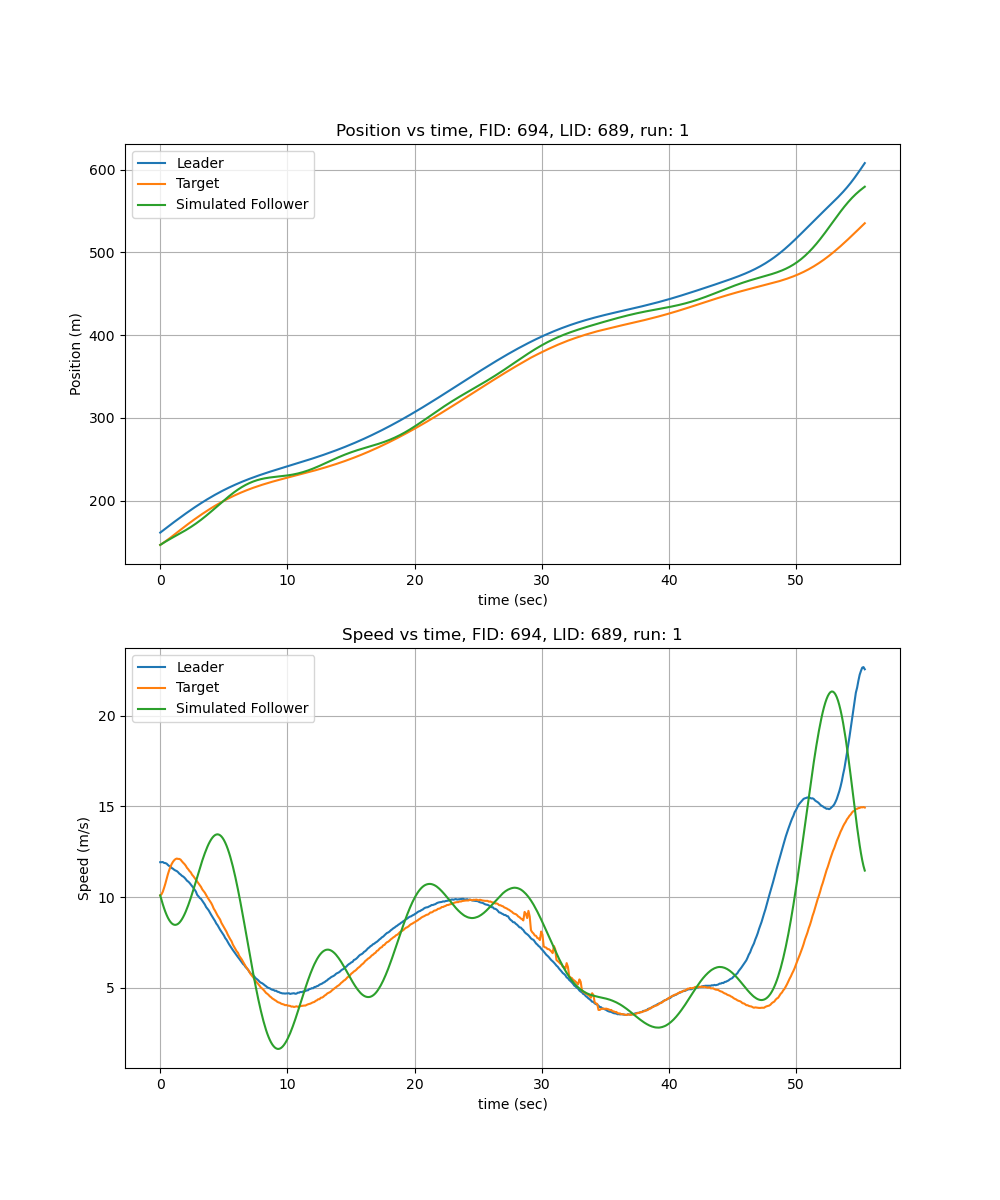 Position vs time, FID: 694, LID: 689, run: 1
Leader
Target
Simulated Follower
600
500
400
300
200
Position (m)
0 10 20 30 40 50
time (sec)
Speed vs time, FID: 694, LID: 689, run: 1
Leader
Target
Simulated Follower
20
15
10
5
Speed (m/s)
0 10 20 30 40 50
time (sec)